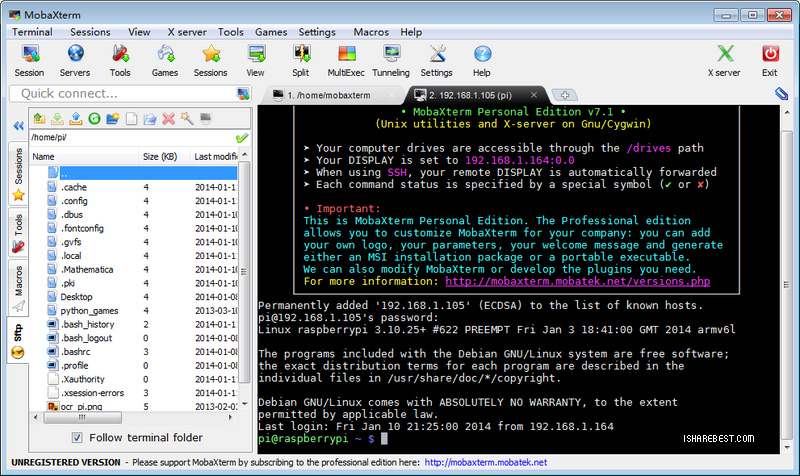 MobaXterm
Terminal Sessions View X server Tools Games Settings Macros Help
Session Servers Tools Games Sessions View Split MultiExec Tunneling Settings Help X server Exit
Quick connect...
1. /home/mobaxterm
2. 192.168.1.105 (pi)
Sessions
Tools
Macros
Sftp
/home/pi/
Name Size (KB) Last modifie
..
.cache 4 2014-01-11
.config 4 2014-01-11
.dbus 4 2014-01-10
.fontconfig 4 2014-01-10
.gvfs 4 2014-01-10
.local 4 2014-01-11
.Mathematica 4 2014-01-10
.pki 4 2014-01-10
Desktop 4 2014-01-08
python_games 4 2013-03-10
.bash_history 2 2014-01-11
.bash_logout 0 2014-01-08
.bashrc 3 2014-01-08
.profile 0 2014-01-08
.Xauthority 0 2014-01-11
.xsession-errors 3 2014-01-11
ocr_pi.png 5 2013-02-03
Follow terminal folder
• MobaXterm Personal Edition v7.1 •
(Unix utilities and X-server on Gnu/Cygwin)
➤ Your computer drives are accessible through the /drives path
➤ Your DISPLAY is set to 192.168.1.164:0.0
➤ When using SSH, your remote DISPLAY is automatically forwarded
➤ Each command status is specified by a special symbol (✔ or ✘)
• Important:
This is MobaXterm Personal Edition. The Professional edition
allows you to customize MobaXterm for your company: you can add
your own logo, your parameters, your welcome message and generate
either an MSI installation package or a portable executable.
We can also modify MobaXterm or develop the plugins you need.
For more information: http://mobaxterm.mobatek.net/versions.php
Permanently added '192.168.1.105' (ECDSA) to the list of known hosts.
pi@192.168.1.105's password:
Linux raspberrypi 3.10.25+ #622 PREEMPT Fri Jan 3 18:41:00 GMT 2014 armv6l
The programs included with the Debian GNU/Linux system are free software;
the exact distribution terms for each program are described in the
individual files in /usr/share/doc/*/copyright.
Debian GNU/Linux comes with ABSOLUTELY NO WARRANTY, to the extent
permitted by applicable law.
Last login: Fri Jan 10 21:25:00 2014 from 192.168.1.164
pi@raspberrypi ~ $
ISHAREBEST.COM
UNREGISTERED VERSION - Please support MobaXterm by subscribing to the professional edition here: http://mobaxterm.mobatek.net